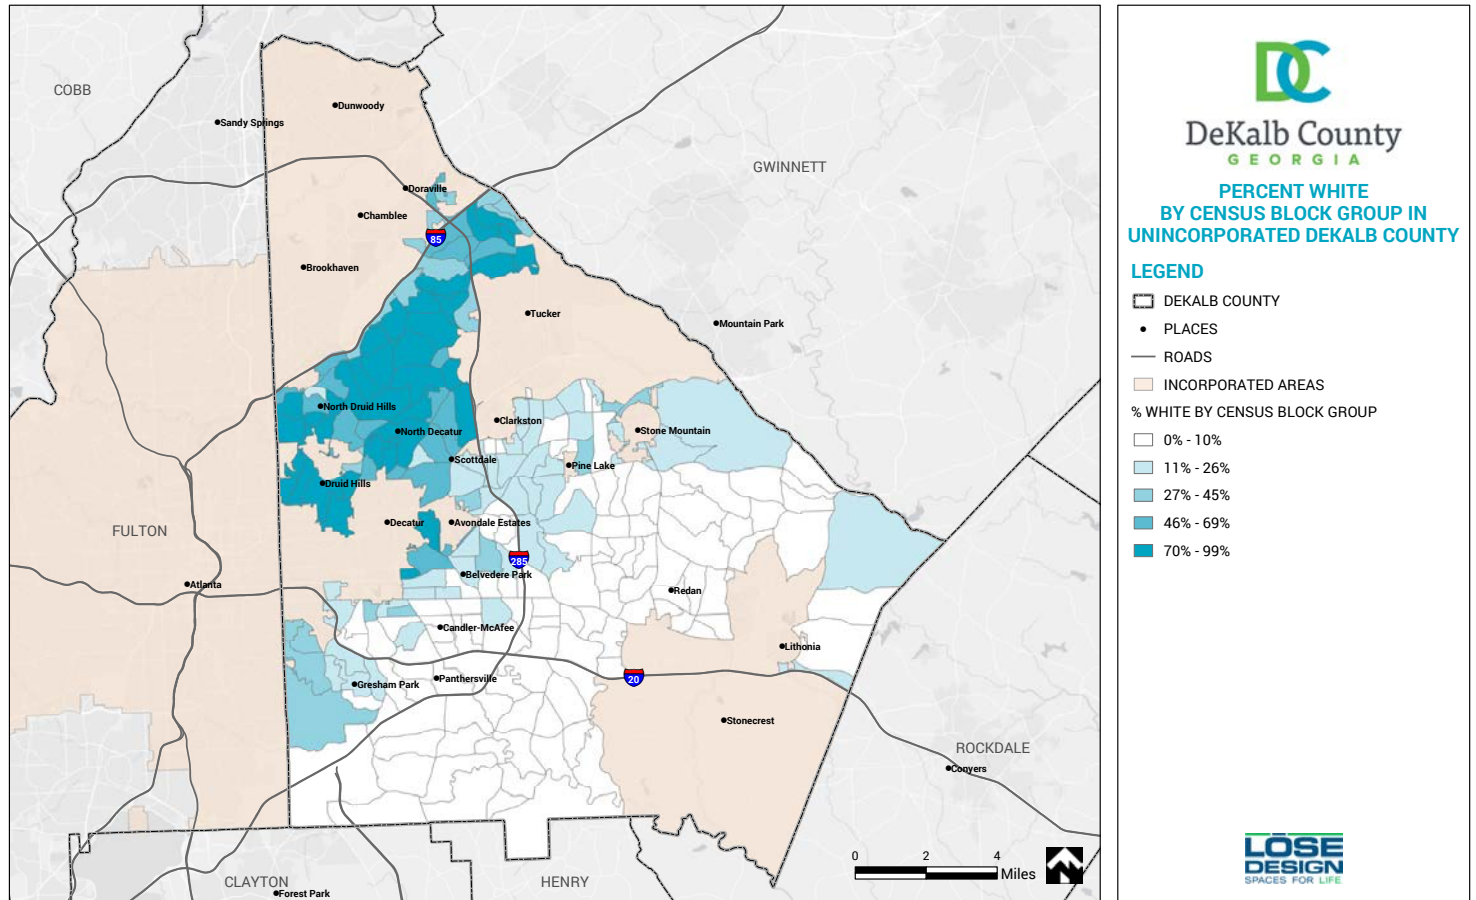 COBB
Dunwoody
Sandy Springs
GWINNETT
Doraville
Chamblee
85
Brookhaven
Tucker
Mountain Park
North Druid Hills
Clarkston
North Decatur
Stone Mountain
Scottdale
Pine Lake
Druid Hills
Decatur
Avondale Estates
FULTON
285
Belvedere Park
Atlanta
Redan
Candler-McAfee
Lithonia
Panthersville
Gresham Park
20
Stonecrest
ROCKDALE
Conyers
0 2 4
Miles
CLAYTON
HENRY
Forest Park
DC
DeKalb County
GEORGIA
PERCENT WHITE
BY CENSUS BLOCK GROUP IN
UNINCORPORATED DEKALB COUNTY
LEGEND
DEKALB COUNTY
PLACES
ROADS
INCORPORATED AREAS
% WHITE BY CENSUS BLOCK GROUP
0% - 10%
11% - 26%
27% - 45%
46% - 69%
70% - 99%
LOSE
DESIGN
SPACES FOR LIFE